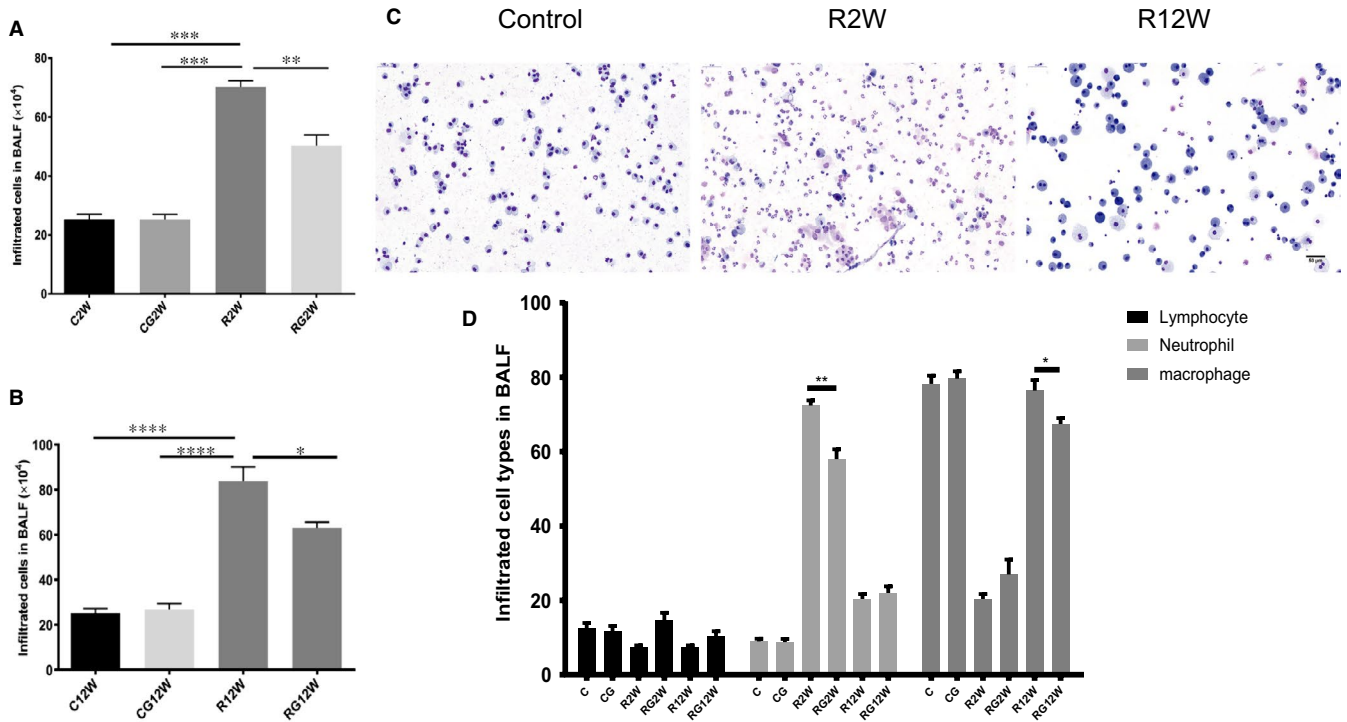 A
***
***
**
80
60
40
20
0
Infiltrated cells in BALF (×10⁴)
C2W
CG2W
R2W
RG2W
B
****
****
*
100
80
60
40
20
0
Infiltrated cells in BALF (×10⁴)
C12W
CG12W
R12W
RG12W
C
Control
R2W
R12W
50 μm
D
100
80
60
40
20
0
Infiltrated cell types in BALF
**
*
C
CG
R2W
RG2W
R12W
RG12W
C
CG
R2W
RG2W
R12W
RG12W
C
CG
R2W
RG2W
R12W
RG12W
Lymphocyte
Neutrophil
macrophage